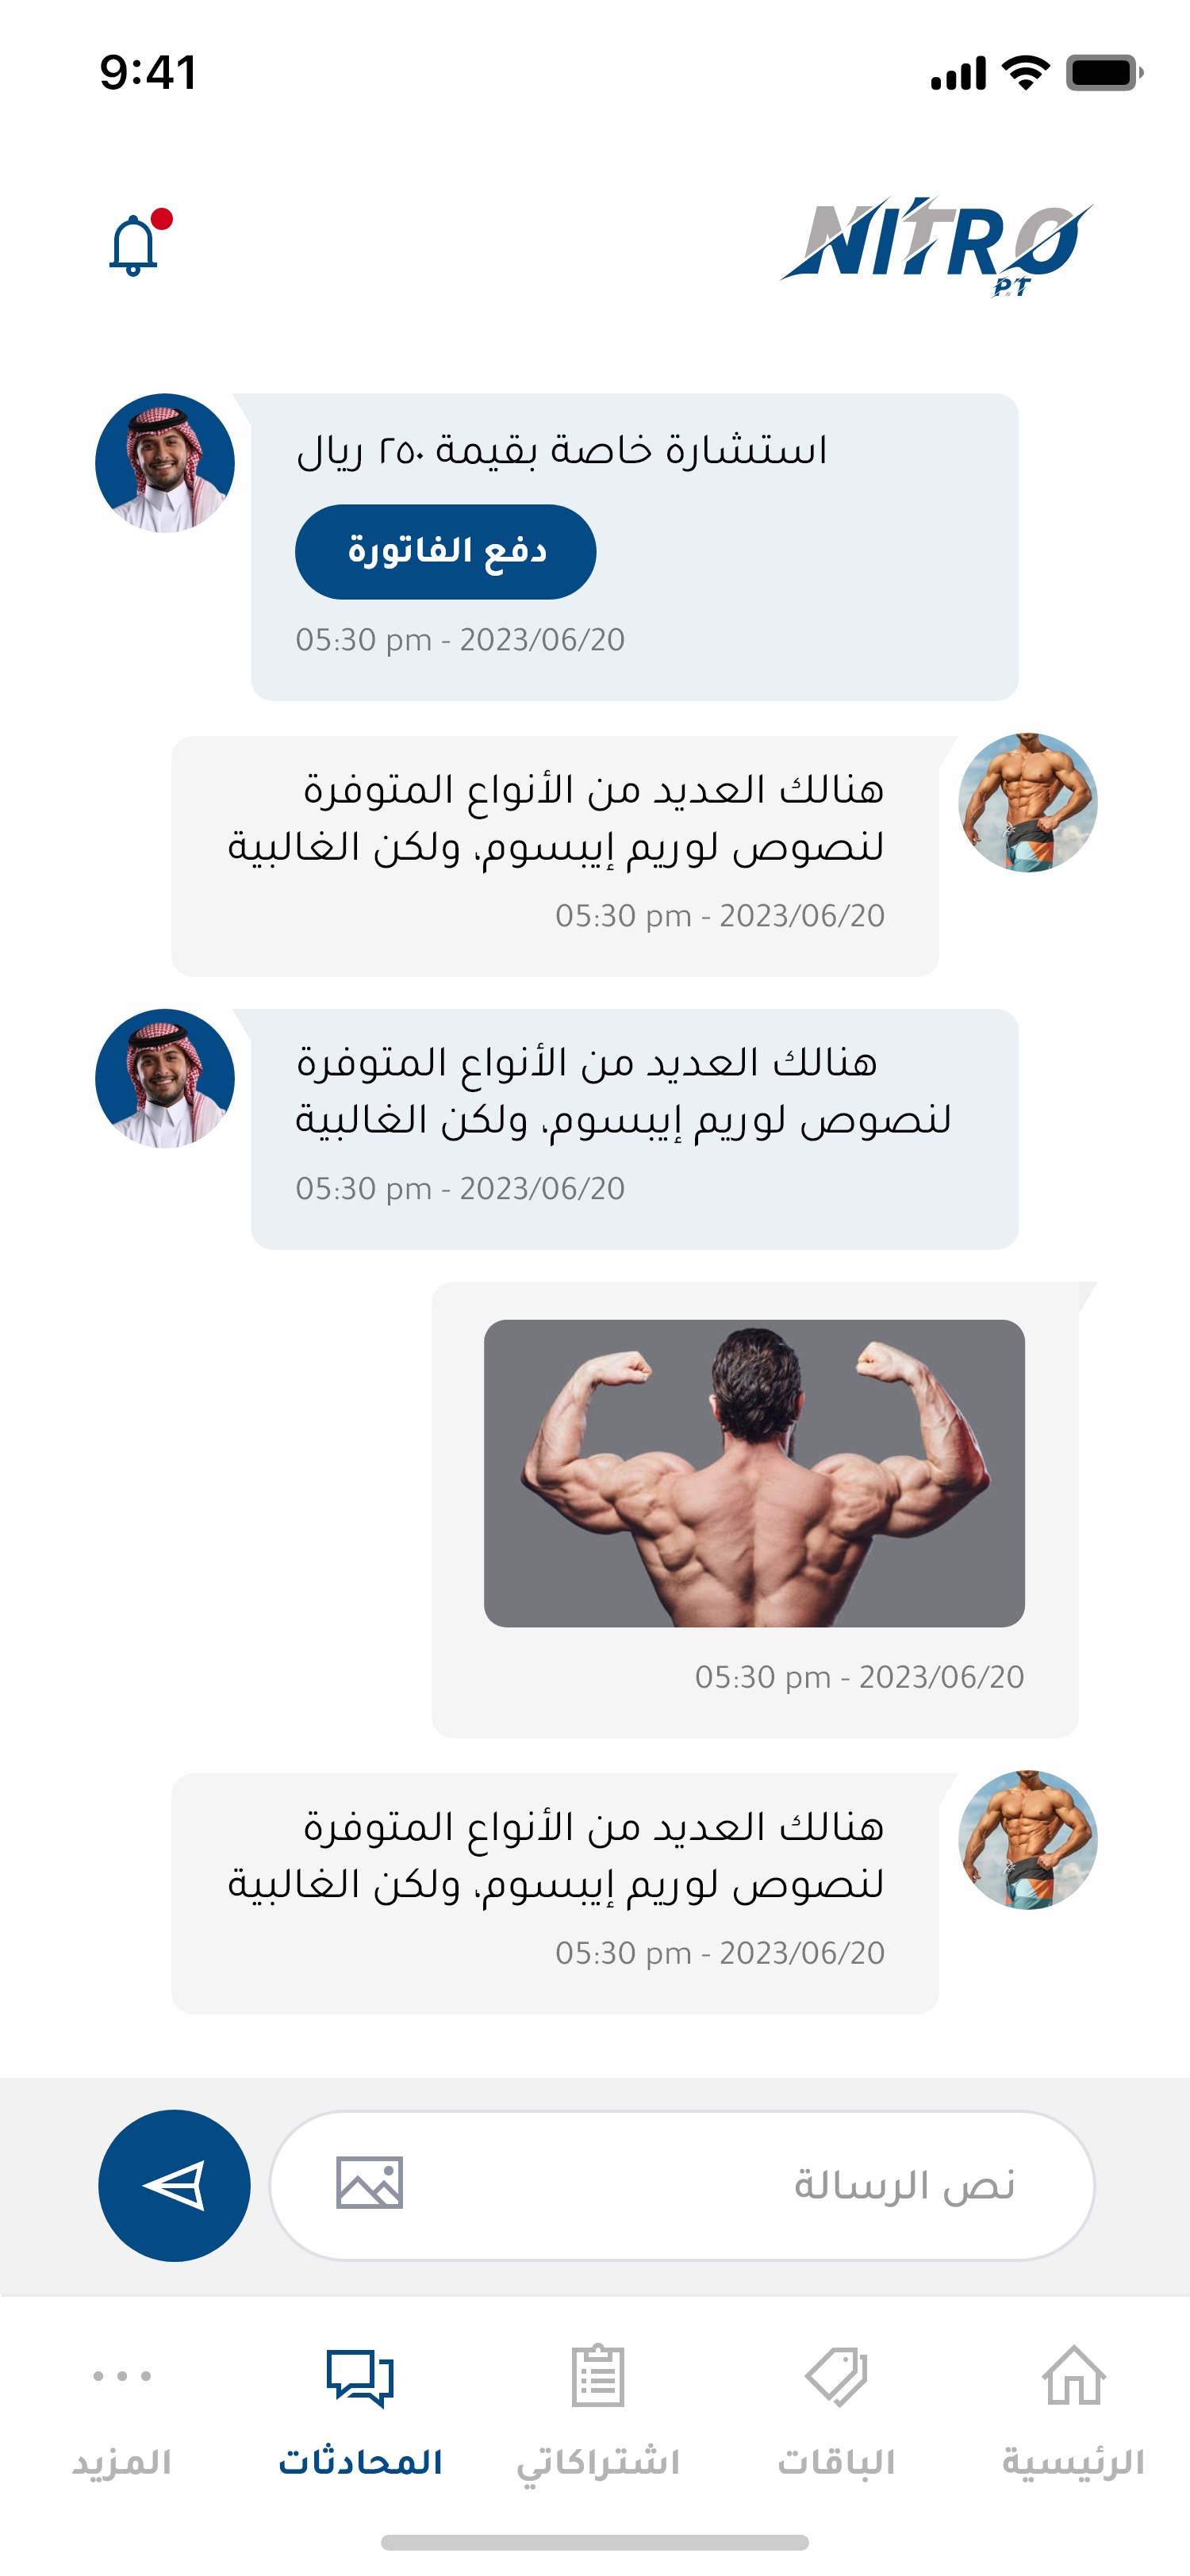 9:41
NITRO
P.T
استشارة خاصة بقيمة ٢٥٠ ريال
دفع الفاتورة
05:30 pm - 2023/06/20
هنالك العديد من الأنواع المتوفرة
لنصوص لوريم إيبسوم، ولكن الغالبية
05:30 pm - 2023/06/20
هنالك العديد من الأنواع المتوفرة
لنصوص لوريم إيبسوم، ولكن الغالبية
05:30 pm - 2023/06/20
05:30 pm - 2023/06/20
هنالك العديد من الأنواع المتوفرة
لنصوص لوريم إيبسوم، ولكن الغالبية
05:30 pm - 2023/06/20
نص الرسالة
الرئيسية
الباقات
اشتراكاتي
المحادثات
المزيد